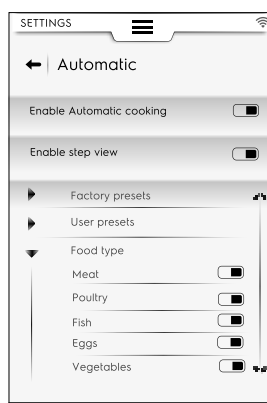 SETTINGS
Automatic
Enable Automatic cooking
Enable step view
Factory presets
User presets
Food type
Meat
Poultry
Fish
Eggs
Vegetables